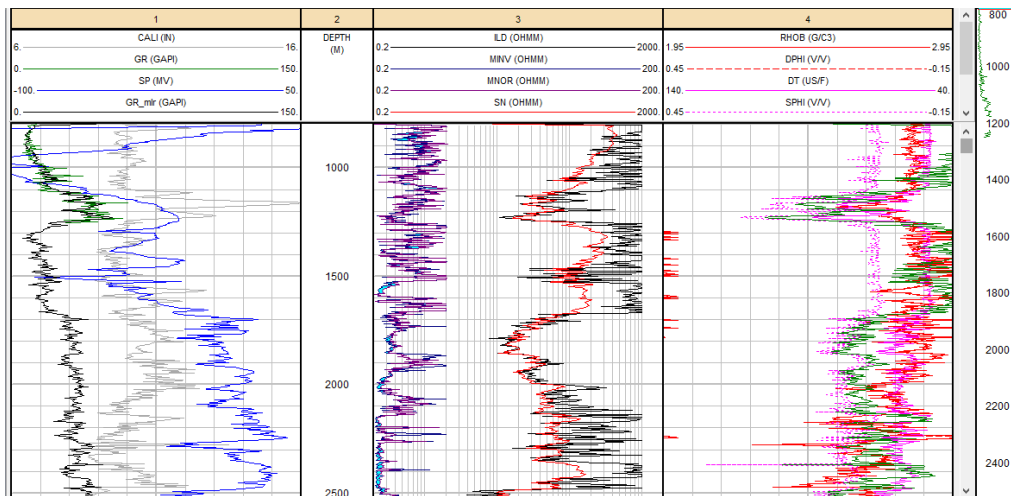 1 2 3 4
CALI (IN)
6. 16.
GR (GAPI)
0. 150.
SP (MV)
-100. 50.
GR_mlr (GAPI)
0. 150.
DEPTH
(M)
ILD (OHMM)
0.2 2000.
MINV (OHMM)
0.2 200.
MNOR (OHMM)
0.2 200.
SN (OHMM)
0.2 2000.
RHOB (G/C3)
1.95 2.95
DPHI (V/V)
0.45 -0.15
DT (US/F)
140. 40.
SPHI (V/V)
0.45 -0.15
1000
1500
2000
2500
800
1000
1200
1400
1600
1800
2000
2200
2400